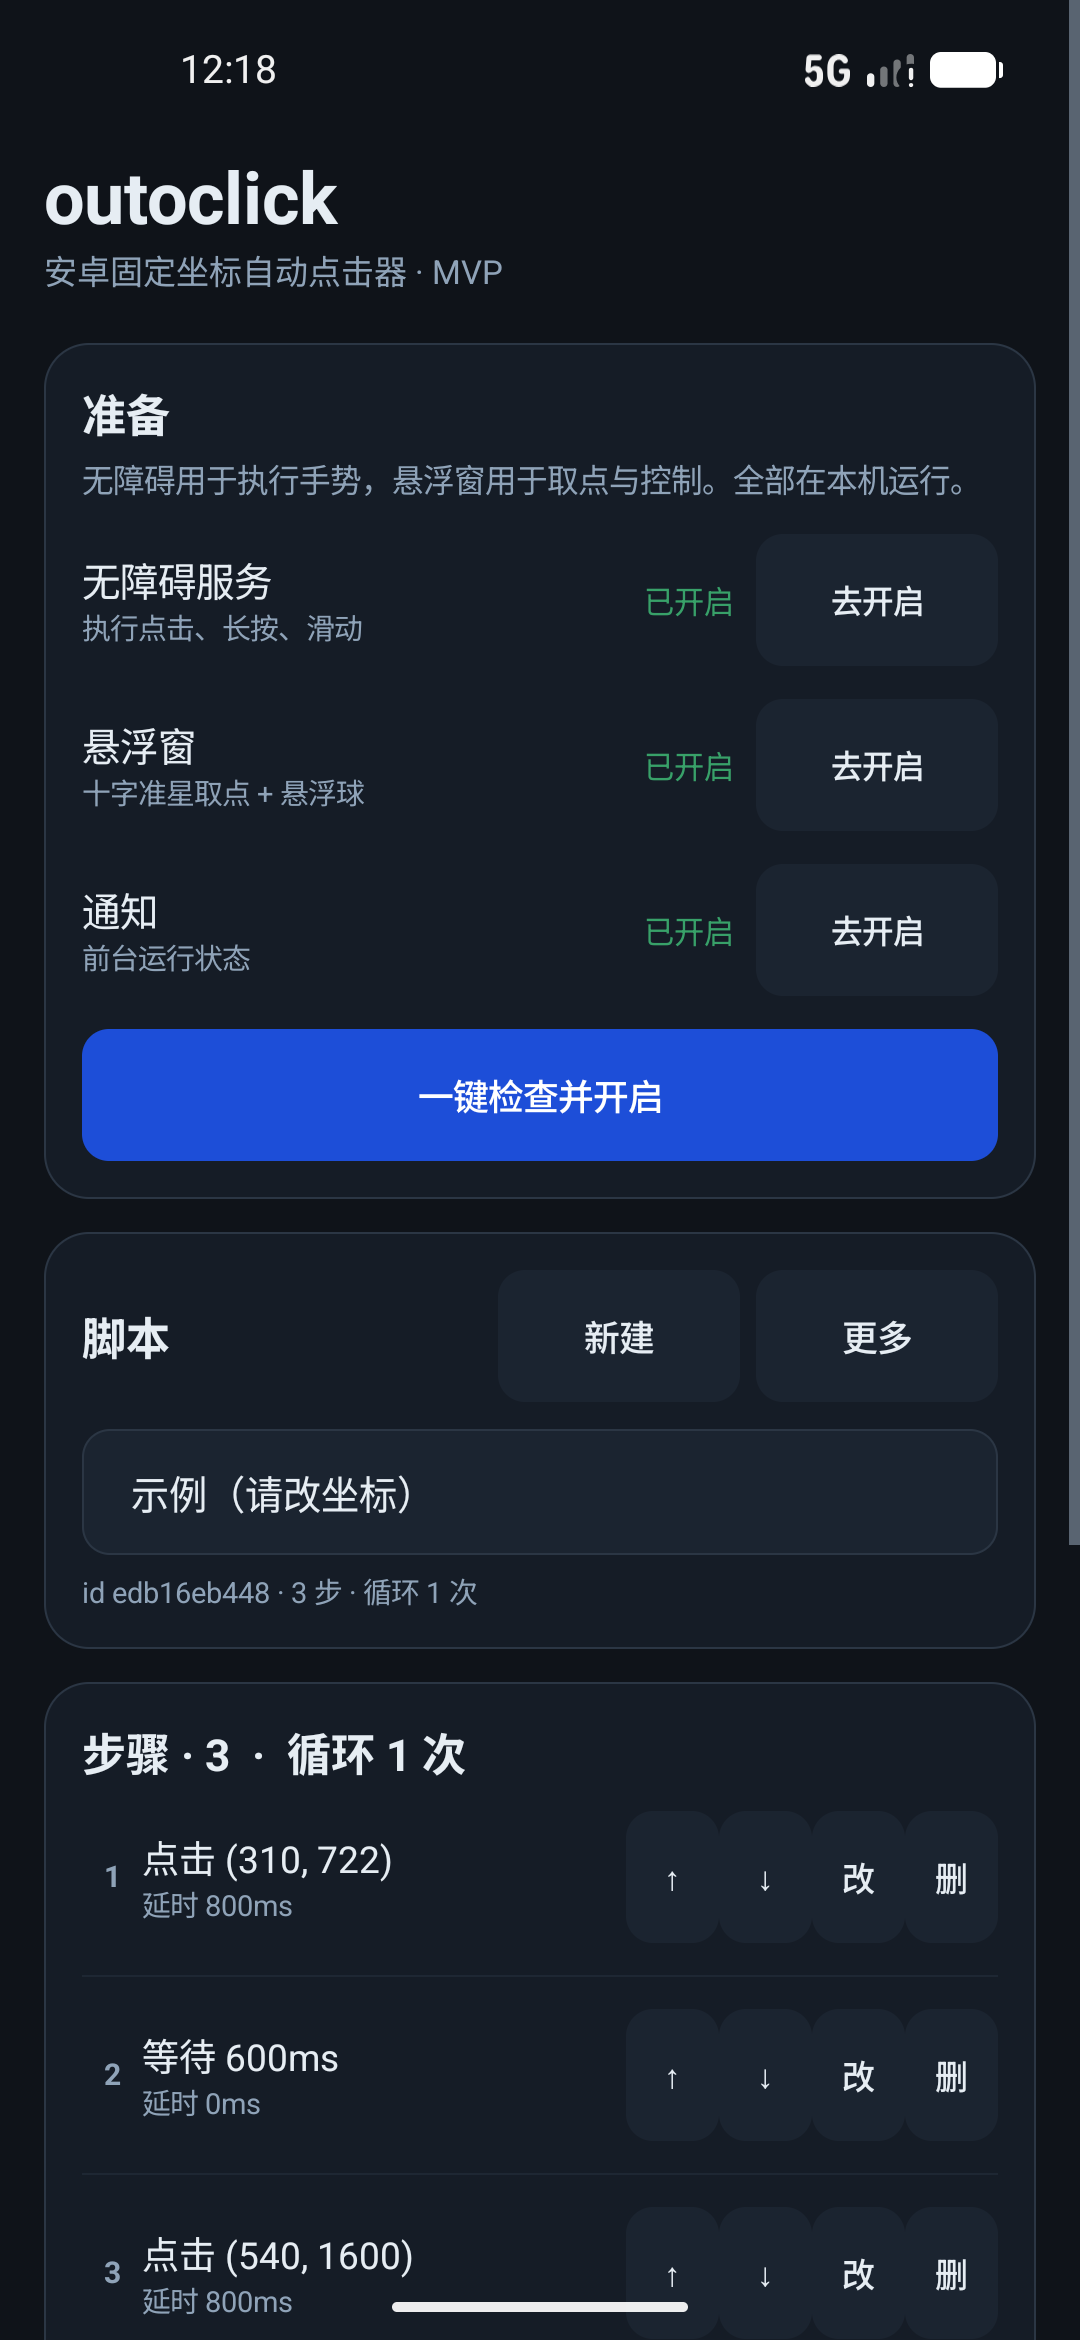 12:18
5G
outoclick
安卓固定坐标自动点击器 · MVP
准备
无障碍用于执行手势，悬浮窗用于取点与控制。全部在本机运行。
无障碍服务
执行点击、长按、滑动
已开启
去开启
悬浮窗
十字准星取点 + 悬浮球
已开启
去开启
通知
前台运行状态
已开启
去开启
一键检查并开启
脚本
新建
更多
示例（请改坐标）
id edb16eb448 · 3 步 · 循环 1 次
步骤 · 3 · 循环 1 次
1
点击 (310, 722)
延时 800ms
↑ ↓ 改 删
2
等待 600ms
延时 0ms
↑ ↓ 改 删
3
点击 (540, 1600)
延时 800ms
↑ ↓ 改 删